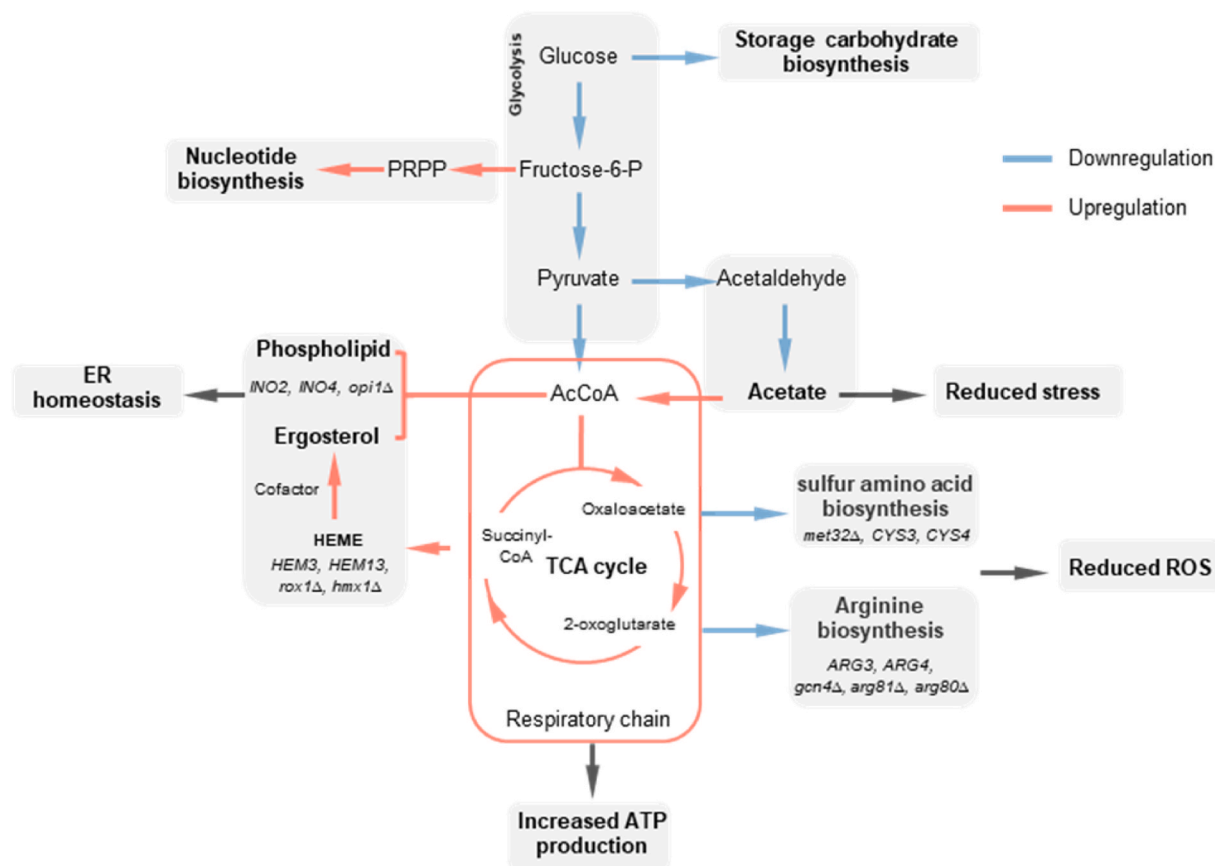 Glycolysis
Glucose
Storage carbohydrate
biosynthesis
Nucleotide
biosynthesis
PRPP
Fructose-6-P
Downregulation
Upregulation
Pyruvate
Acetaldehyde
Phospholipid
INO2, INO4, opi1Δ
ER
homeostasis
AcCoA
Acetate
Reduced stress
Ergosterol
Cofactor
HEME
HEM3, HEM13,
rox1Δ, hmx1Δ
Oxaloacetate
Succinyl-
CoA
TCA cycle
2-oxoglutarate
sulfur amino acid
biosynthesis
met32Δ, CYS3, CYS4
Reduced ROS
Arginine
biosynthesis
ARG3, ARG4,
gcn4Δ, arg81Δ, arg80Δ
Respiratory chain
Increased ATP
production